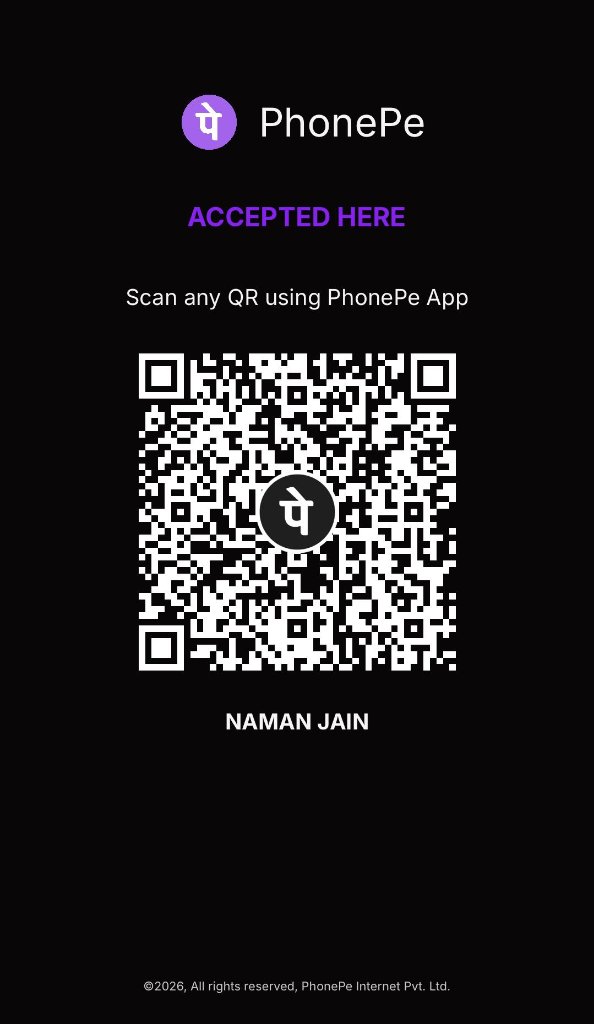 पे PhonePe
ACCEPTED HERE
Scan any QR using PhonePe App
पे
NAMAN JAIN
©2026, All rights reserved, PhonePe Internet Pvt. Ltd.